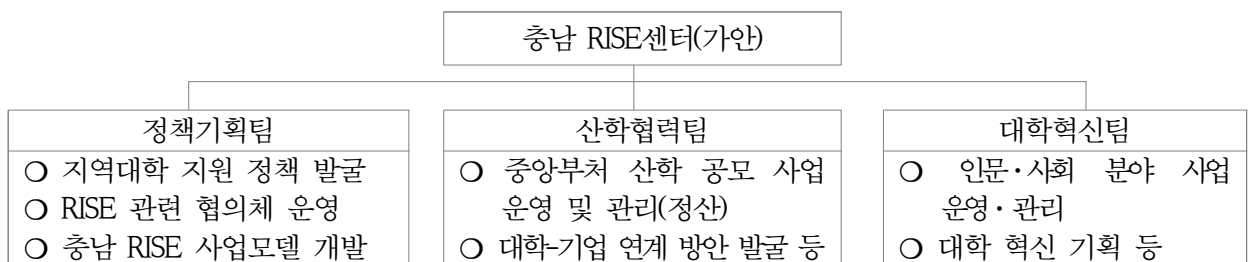 충남 RISE센터(가안)
정책기획팀
❍ 지역대학 지원 정책 발굴
❍ RISE 관련 협의체 운영
❍ 충남 RISE 사업모델 개발
산학협력팀
❍ 중앙부처 산학 공모 사업
운영 및 관리(정산)
❍ 대학-기업 연계 방안 발굴 등
대학혁신팀
❍ 인문·사회 분야 사업
운영·관리
❍ 대학 혁신 기획 등